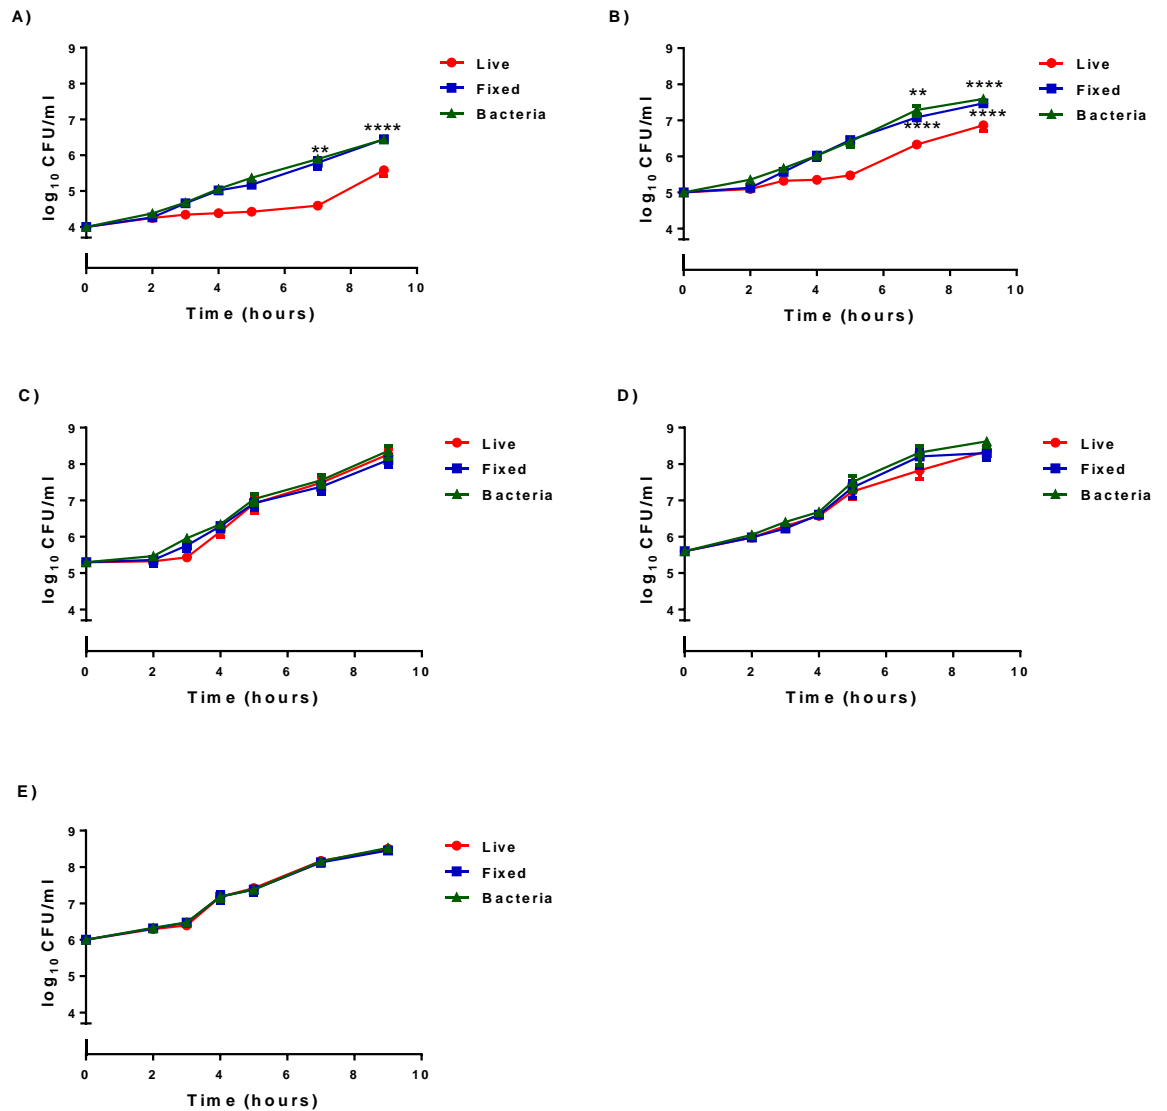 A)
9
8
7
6
5
4
log10 CFU/ml
0 2 4 6 8 10
Time (hours)
Live
Fixed
Bacteria
**
****
B)
9
8
7
6
5
4
log10 CFU/ml
0 2 4 6 8 10
Time (hours)
Live
Fixed
Bacteria
**
****
****
****
C)
9
8
7
6
5
4
log10 CFU/ml
0 2 4 6 8 10
Time (hours)
Live
Fixed
Bacteria
D)
9
8
7
6
5
4
log10 CFU/ml
0 2 4 6 8 10
Time (hours)
Live
Fixed
Bacteria
E)
9
8
7
6
5
4
log10 CFU/ml
0 2 4 6 8 10
Time (hours)
Live
Fixed
Bacteria